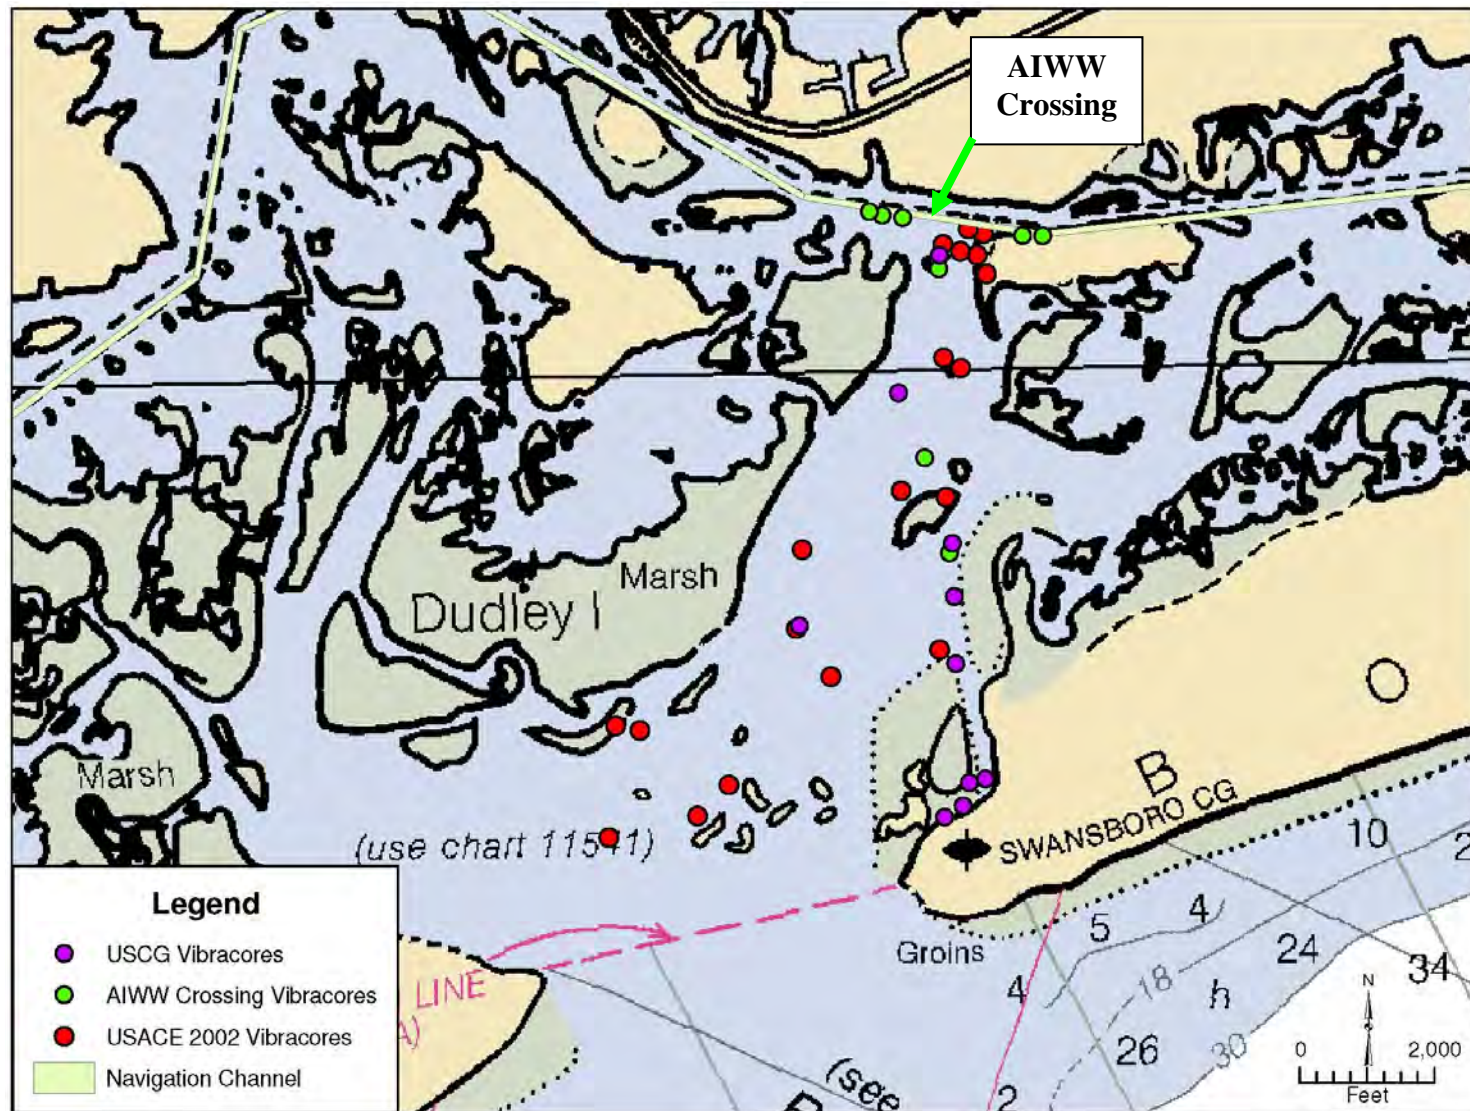 AIWW
Crossing
Marsh
Dudley I
Marsh
(use chart 11541)
B
O
SWANSBORO CG
10
2
5
4
24
34
Groins
4
18
h
26
30
2
LINE
A)
(see
Legend
USCG Vibracores
AIWW Crossing Vibracores
USACE 2002 Vibracores
Navigation Channel
N
0
2,000
Feet